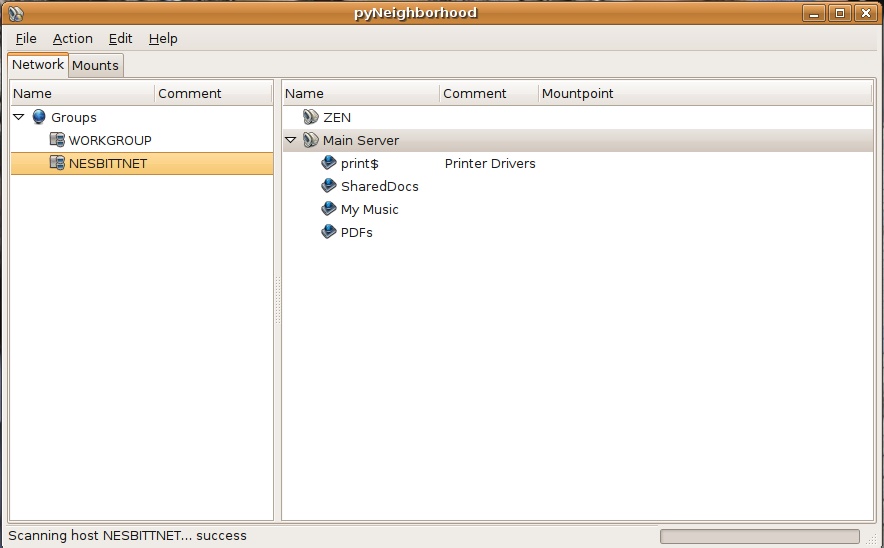 pyNeighborhood
File Action Edit Help
Network Mounts
Name Comment
Groups
WORKGROUP
NESBITTNET
Name Comment Mountpoint
ZEN
Main Server
print$ Printer Drivers
SharedDocs
My Music
PDFs
Scanning host NESBITTNET... success